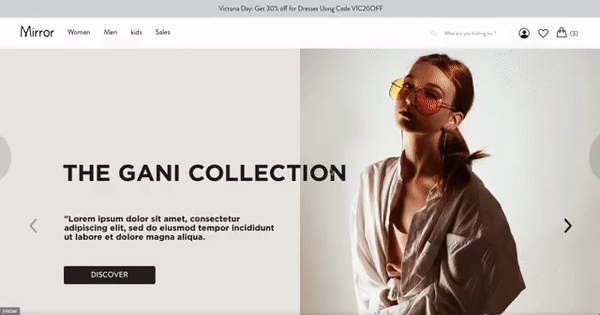 Victoria Day: Get 30% off for Dresses Using Code VIC20OFF
Mirror
Women Men kids Sales
What are you looking for ?
(3)
THE GANI COLLECTION
"Lorem ipsum dolor sit amet, consectetur
adipiscing elit, sed do eiusmod tempor incididunt
ut labore et dolore magna aliqua.
DISCOVER
SHOW